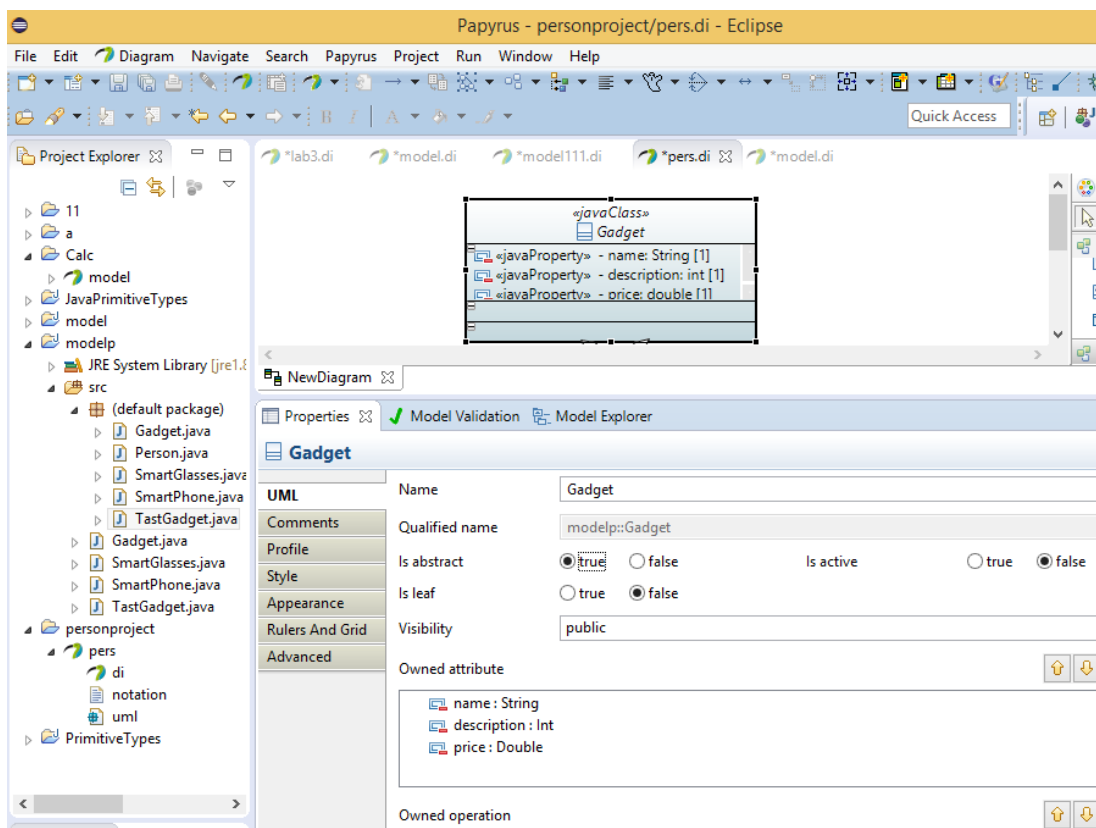 Papyrus - personproject/pers.di - Eclipse
File Edit Diagram Navigate Search Papyrus Project Run Window Help
B I A
Quick Access
Project Explorer
*lab3.di *model.di *model111.di *pers.di *model.di
11
a
Calc
model
JavaPrimitiveTypes
model
modelp
JRE System Library [jre1.8
src
(default package)
Gadget.java
Person.java
SmartGlasses.java
SmartPhone.java
TastGadget.java
Gadget.java
SmartGlasses.java
SmartPhone.java
TastGadget.java
personproject
pers
di
notation
uml
PrimitiveTypes
«javaClass»
Gadget
«javaProperty» - name: String [1]
«javaProperty» - description: int [1]
«javaProperty» - price: double [1]
NewDiagram
Properties Model Validation Model Explorer
Gadget
UML
Comments
Profile
Style
Appearance
Rulers And Grid
Advanced
Name Gadget
Qualified name modelp::Gadget
Is abstract true false Is active true false
Is leaf true false
Visibility public
Owned attribute
name : String
description : Int
price : Double
Owned operation